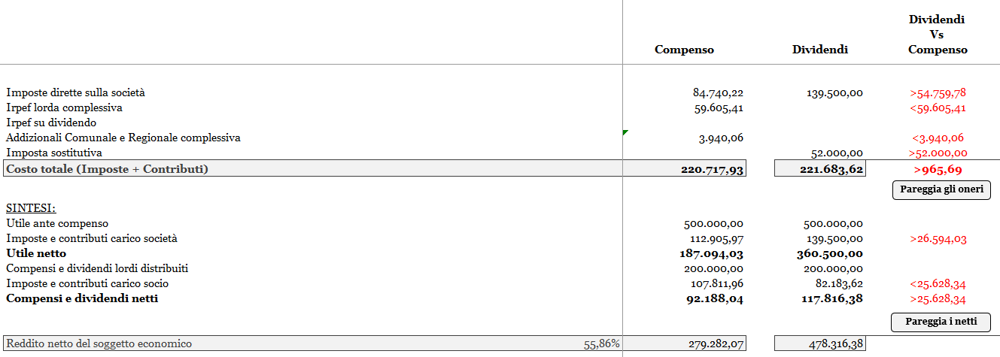 Dividendi
Vs
Compenso Dividendi Compenso
Imposte dirette sulla società 84.740,22 139.500,00 >54.759,78
Irpef lorda complessiva 59.605,41 <59.605,41
Irpef su dividendo
Addizionali Comunale e Regionale complessiva 3.940,06 <3.940,06
Imposta sostitutiva 52.000,00 >52.000,00
Costo totale (Imposte + Contributi) 220.717,93 221.683,62 >965,69
Pareggia gli oneri
SINTESI:
Utile ante compenso 500.000,00 500.000,00
Imposte e contributi carico società 112.905,97 139.500,00 >26.594,03
Utile netto 187.094,03 360.500,00
Compensi e dividendi lordi distribuiti 200.000,00 200.000,00
Imposte e contributi carico socio 107.811,96 82.183,62 <25.628,34
Compensi e dividendi netti 92.188,04 117.816,38 >25.628,34
Pareggia i netti
Reddito netto del soggetto economico 55,86% 279.282,07 478.316,38